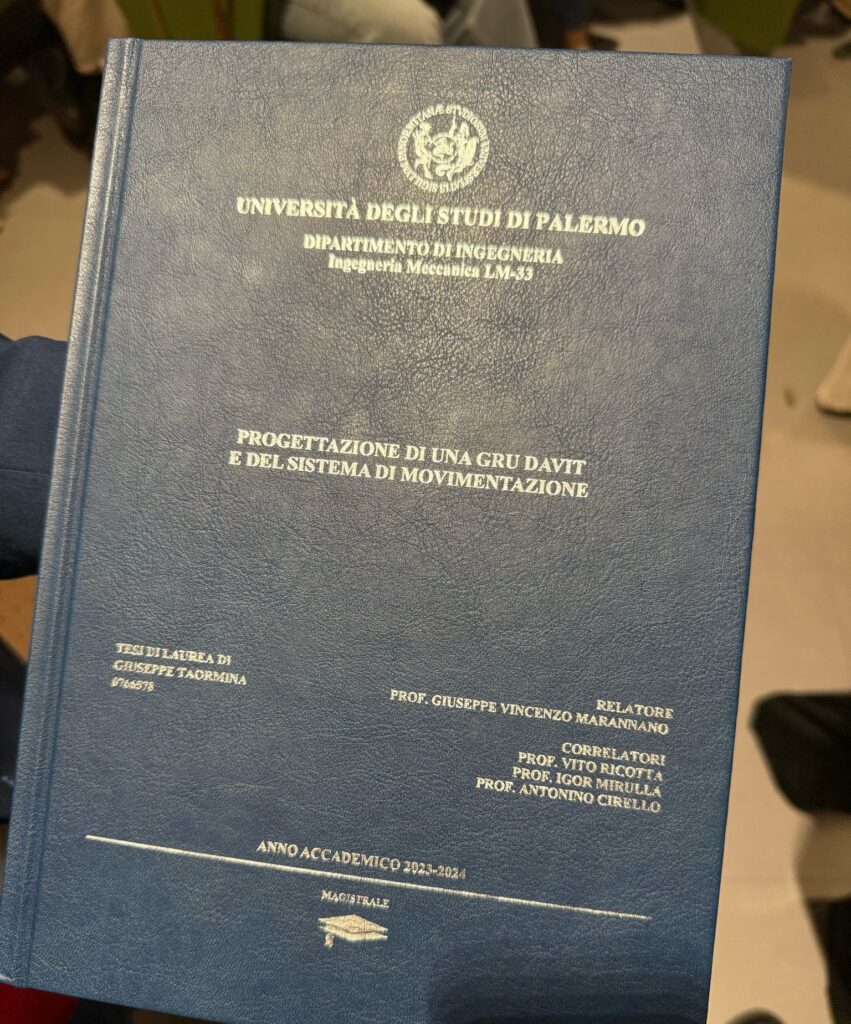 UNIVERSITÀ DEGLI STUDI DI PALERMO
DIPARTIMENTO DI INGEGNERIA
Ingegneria Meccanica LM-33
PROGETTAZIONE DI UNA GRU DAVIT
E DEL SISTEMA DI MOVIMENTAZIONE
TESI DI LAUREA DI
GIUSEPPE TAORMINA
0766578
RELATORE
PROF. GIUSEPPE VINCENZO MARANNANO
CORRELATORI
PROF. VITO RICOTTA
PROF. IGOR MIRULLA
PROF. ANTONINO CIRELLO
ANNO ACCADEMICO 2023-2024
MAGISTRALE